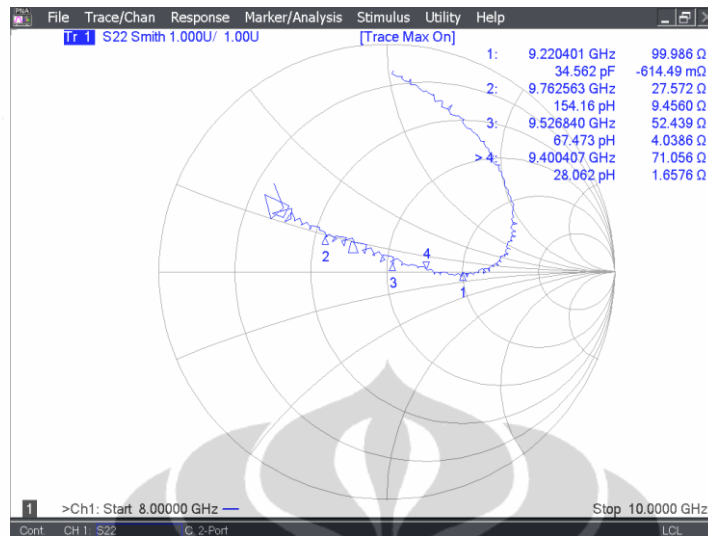 File Trace/Chan Response Marker/Analysis Stimulus Utility Help
Tr 1 S22 Smith 1.000U/ 1.00U [Trace Max On]
1: 9.220401 GHz 99.986 Ω
34.562 pF -614.49 mΩ
2: 9.762563 GHz 27.572 Ω
154.16 pH 9.4560 Ω
3: 9.526840 GHz 52.439 Ω
67.473 pH 4.0386 Ω
> 4: 9.400407 GHz 71.056 Ω
28.062 pH 1.6576 Ω
2
3
4
1
1 >Ch1: Start 8.00000 GHz Stop 10.0000 GHz
Cont. CH 1: S22 C 2-Port LCL